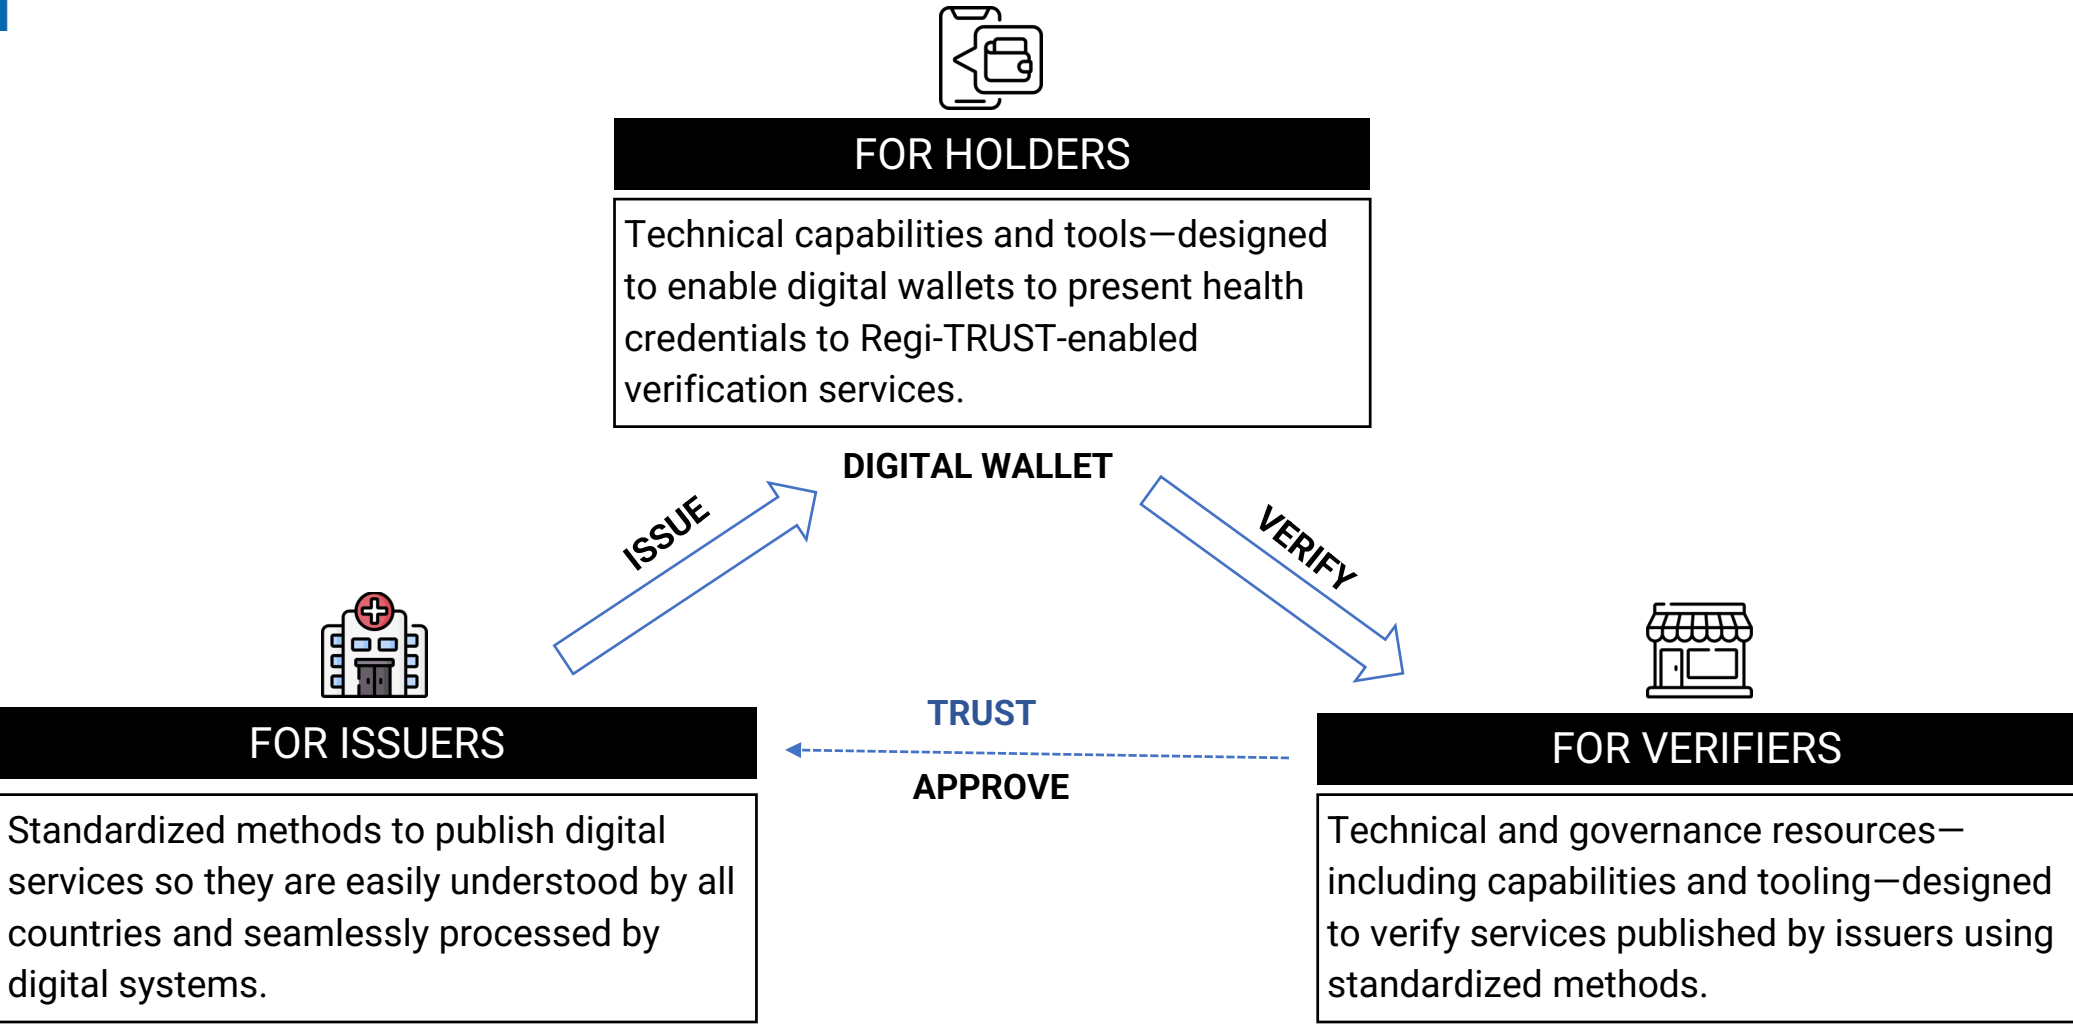 FOR HOLDERS
Technical capabilities and tools—designed
to enable digital wallets to present health
credentials to Regi-TRUST-enabled
verification services.
DIGITAL WALLET
ISSUE
VERIFY
TRUST
APPROVE
FOR ISSUERS
Standardized methods to publish digital
services so they are easily understood by all
countries and seamlessly processed by
digital systems.
FOR VERIFIERS
Technical and governance resources—
including capabilities and tooling—designed
to verify services published by issuers using
standardized methods.